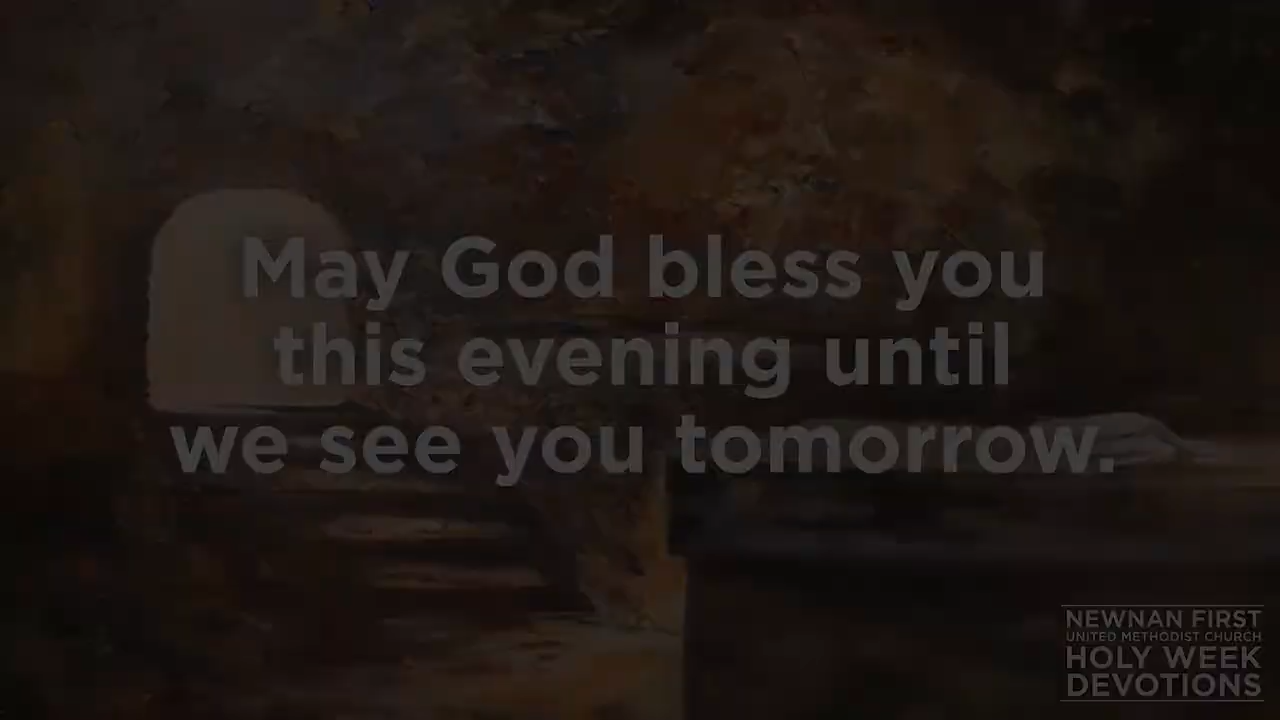 May God bless you
this evening until
we see you tomorrow.
NEWNAN FIRST
UNITED METHODIST CHURCH
HOLY WEEK
DEVOTIONS